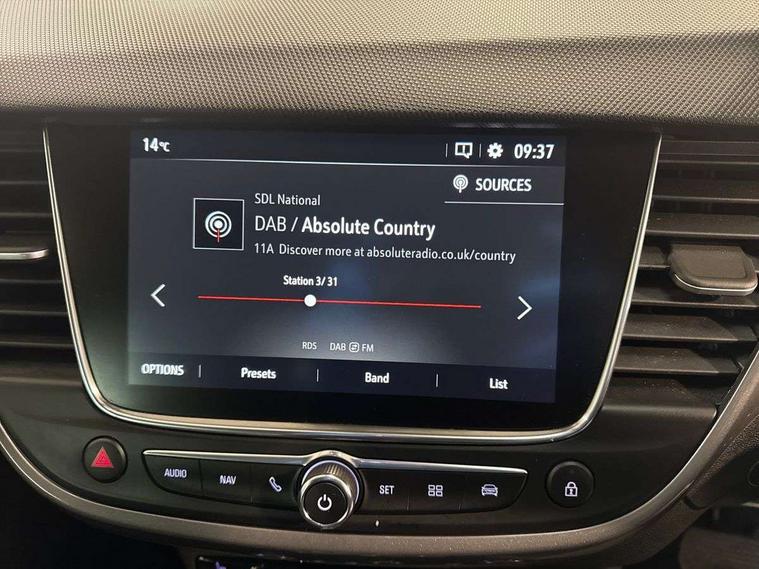 14°C 09:37
SOURCES
SDL National
DAB / Absolute Country
11A Discover more at absoluteradio.co.uk/country
Station 3/ 31
RDS DAB FM
OPTIONS Presets Band List
AUDIO NAV SET